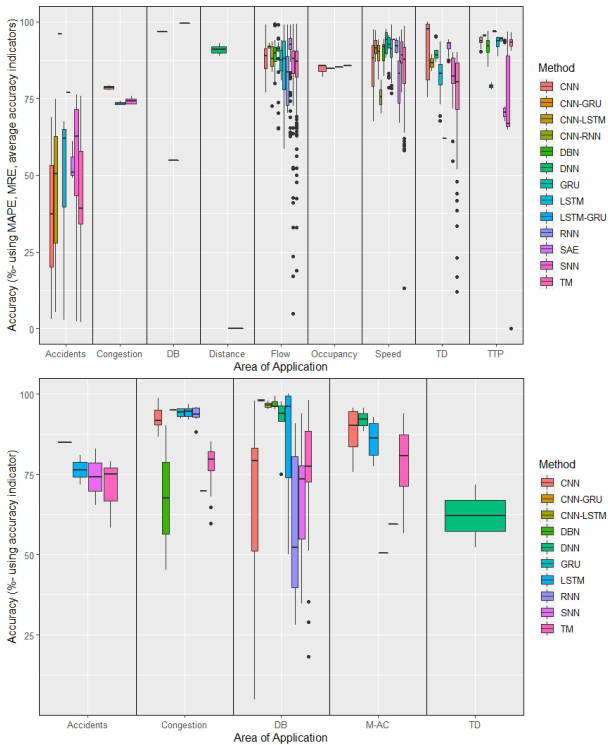 Accuracy (%- using MAPE, MRE, average accuracy indicators)
100
75
50
25
0
Accidents Congestion DB Distance Flow Occupancy Speed TD TTP
Area of Application
Method
CNN
CNN-GRU
CNN-LSTM
CNN-RNN
DBN
DNN
GRU
LSTM
LSTM-GRU
RNN
SAE
SNN
TM
Accuracy (%- using accuracy indicator)
100
75
50
25
Accidents Congestion DB M-AC TD
Area of Application
Method
CNN
CNN-GRU
CNN-LSTM
DBN
DNN
GRU
LSTM
RNN
SNN
TM